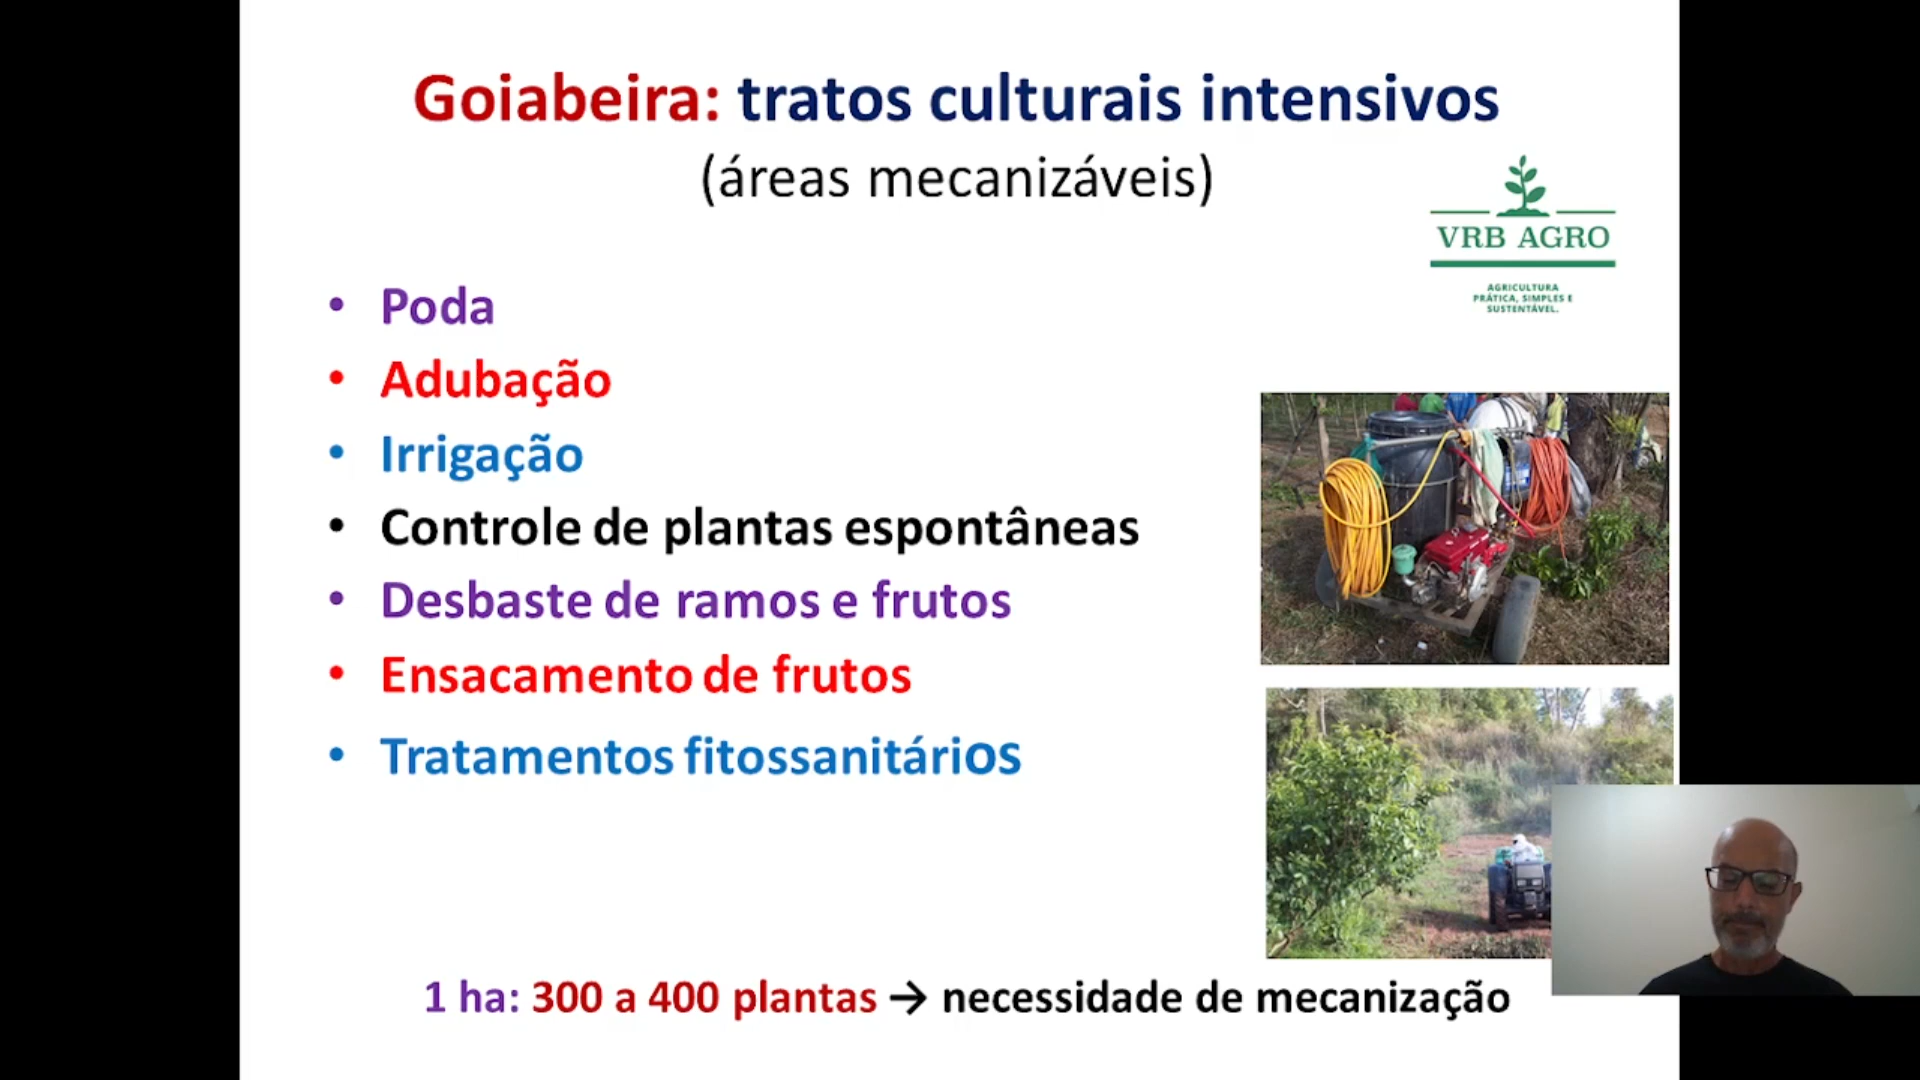 Goiabeira: tratos culturais intensivos
(áreas mecanizáveis)
VRB AGRO
AGRICULTURA
PRÁTICA, SIMPLES E
SUSTENTÁVEL.
• Poda
• Adubação
• Irrigação
• Controle de plantas espontâneas
• Desbaste de ramos e frutos
• Ensacamento de frutos
• Tratamentos fitossanitários
1 ha: 300 a 400 plantas → necessidade de mecanização